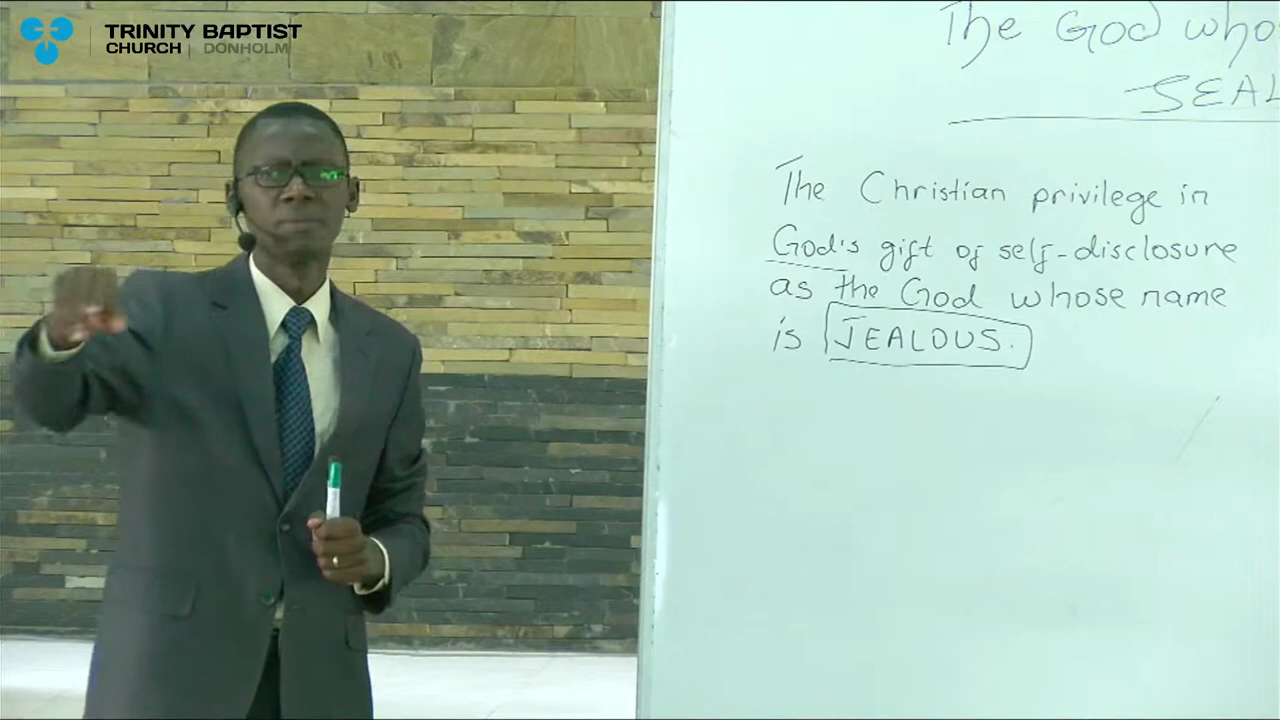 TRINITY BAPTIST
CHURCH | DONHOLM
The God who
The Christian privilege in
God's gift of self-disclosure
as the God whose name
is JEALOUS.